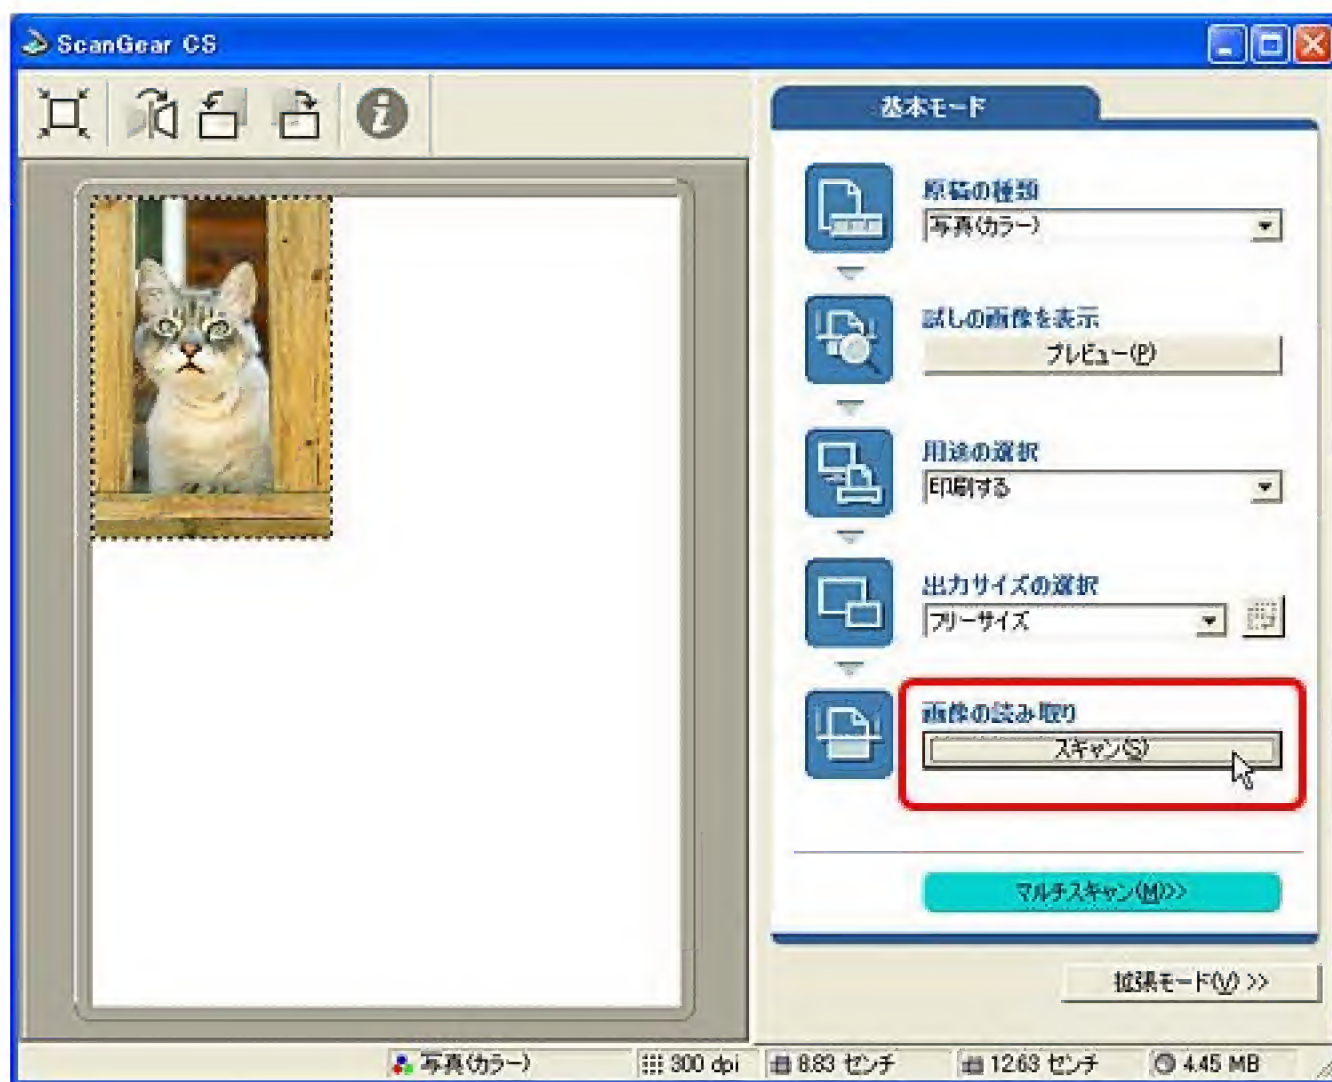 ScanGear CS
基本モード
原稿の種類
写真(カラー)
試しの画像を表示
プレビュー(P)
用途の選択
印刷する
出力サイズの選択
フリーサイズ
画像の読み取り
スキャン(S)
マルチスキャン(M)>>
拡張モード(V) >>
写真(カラー) 300 dpi 8.83 センチ 12.63 センチ 4.45 MB